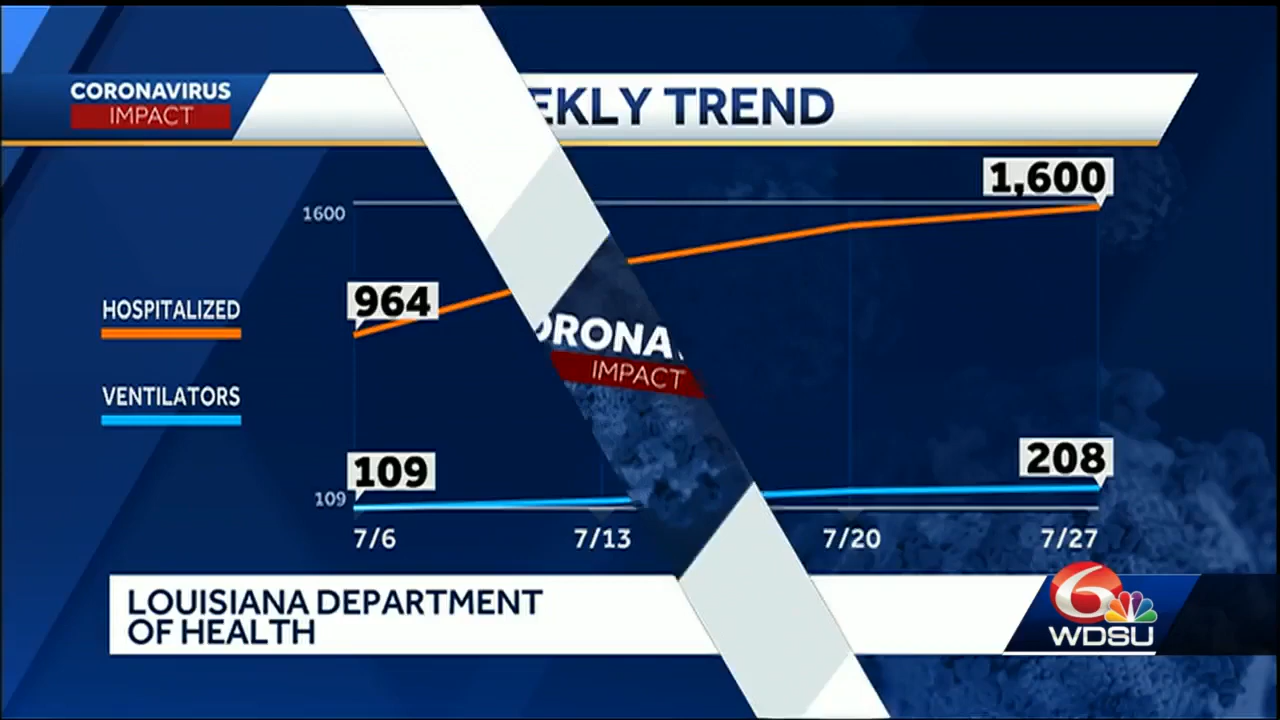 CORONAVIRUS
IMPACT
EKLY TREND
1,600
1600
964
HOSPITALIZED
ORONA
IMPACT
VENTILATORS
109
208
109
7/6 7/13 7/20 7/27
LOUISIANA DEPARTMENT
OF HEALTH
6
WDSU